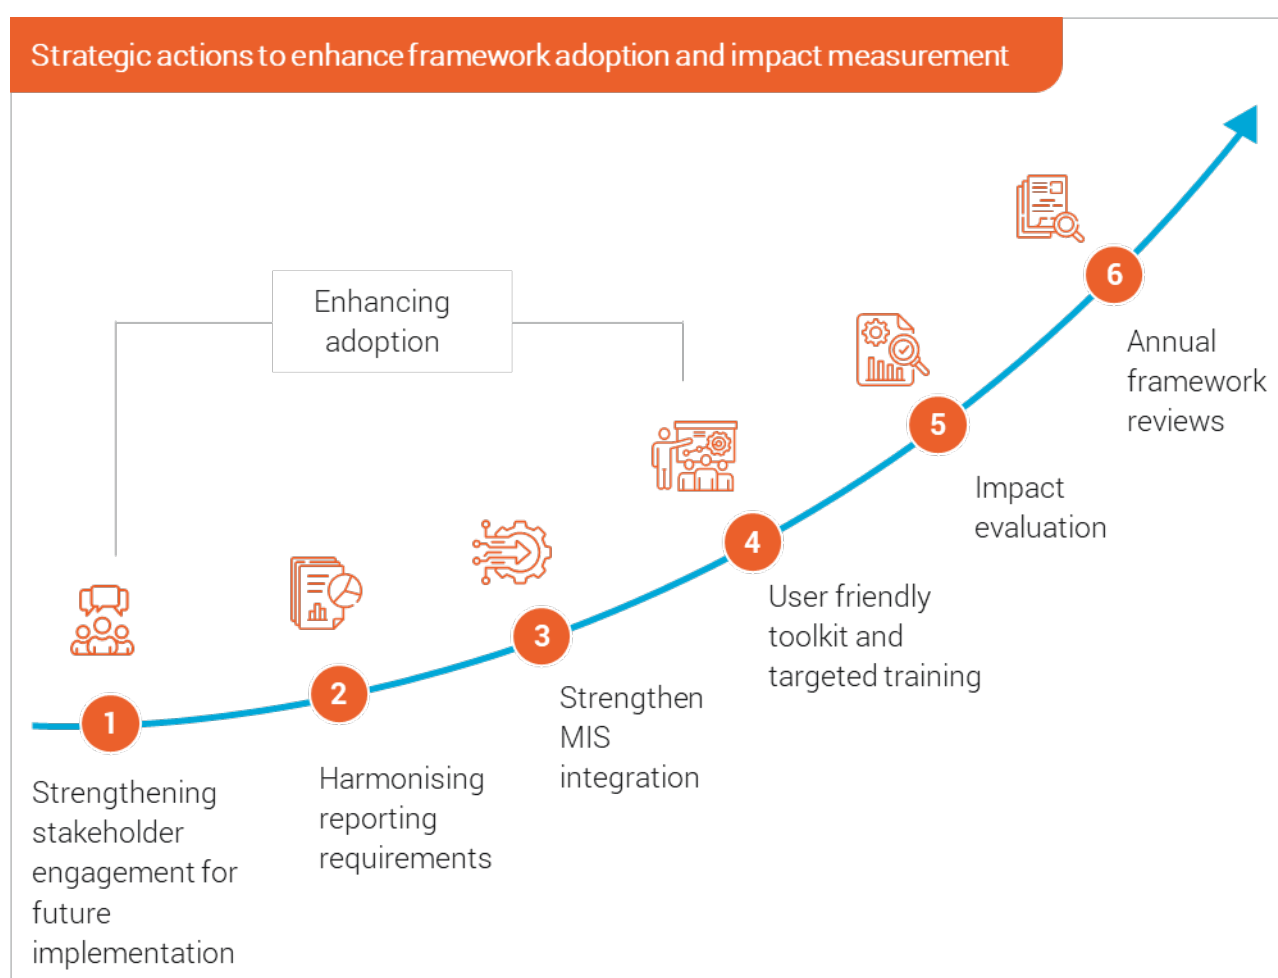 Strategic actions to enhance framework adoption and impact measurement
Enhancing
adoption
1
Strengthening
stakeholder
engagement for
future
implementation
2
Harmonising
reporting
requirements
3
Strengthen
MIS
integration
4
User friendly
toolkit and
targeted training
5
Impact
evaluation
6
Annual
framework
reviews